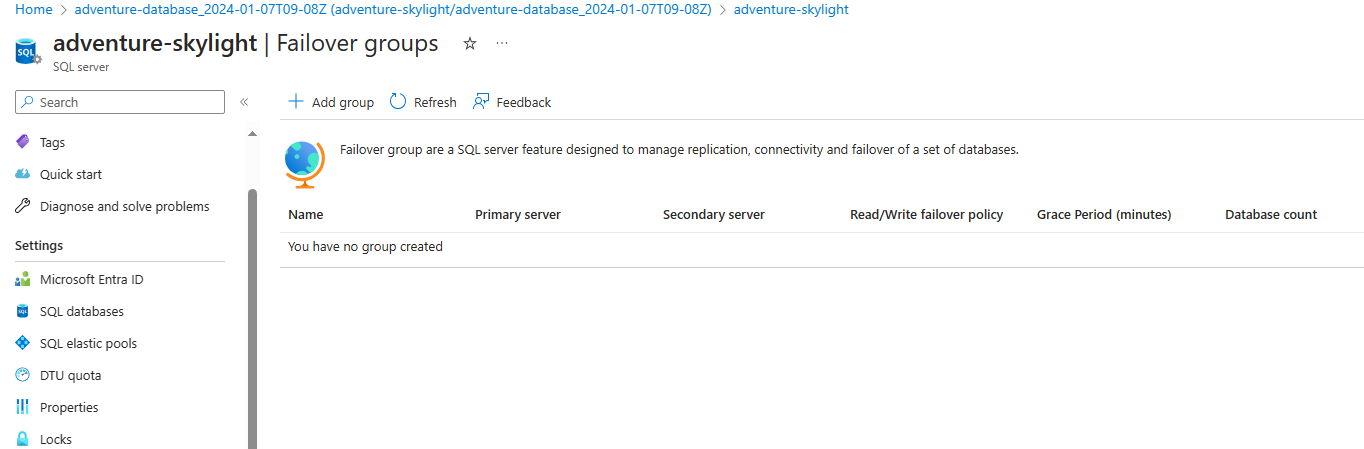 Home > adventure-database_2024-01-07T09-08Z (adventure-skylight/adventure-database_2024-01-07T09-08Z) > adventure-skylight
adventure-skylight | Failover groups
SQL server
Search
Tags
Quick start
Diagnose and solve problems
Settings
Microsoft Entra ID
SQL databases
SQL elastic pools
DTU quota
Properties
Locks
Add group Refresh Feedback
Failover group are a SQL server feature designed to manage replication, connectivity and failover of a set of databases.
Name Primary server Secondary server Read/Write failover policy Grace Period (minutes) Database count
You have no group created